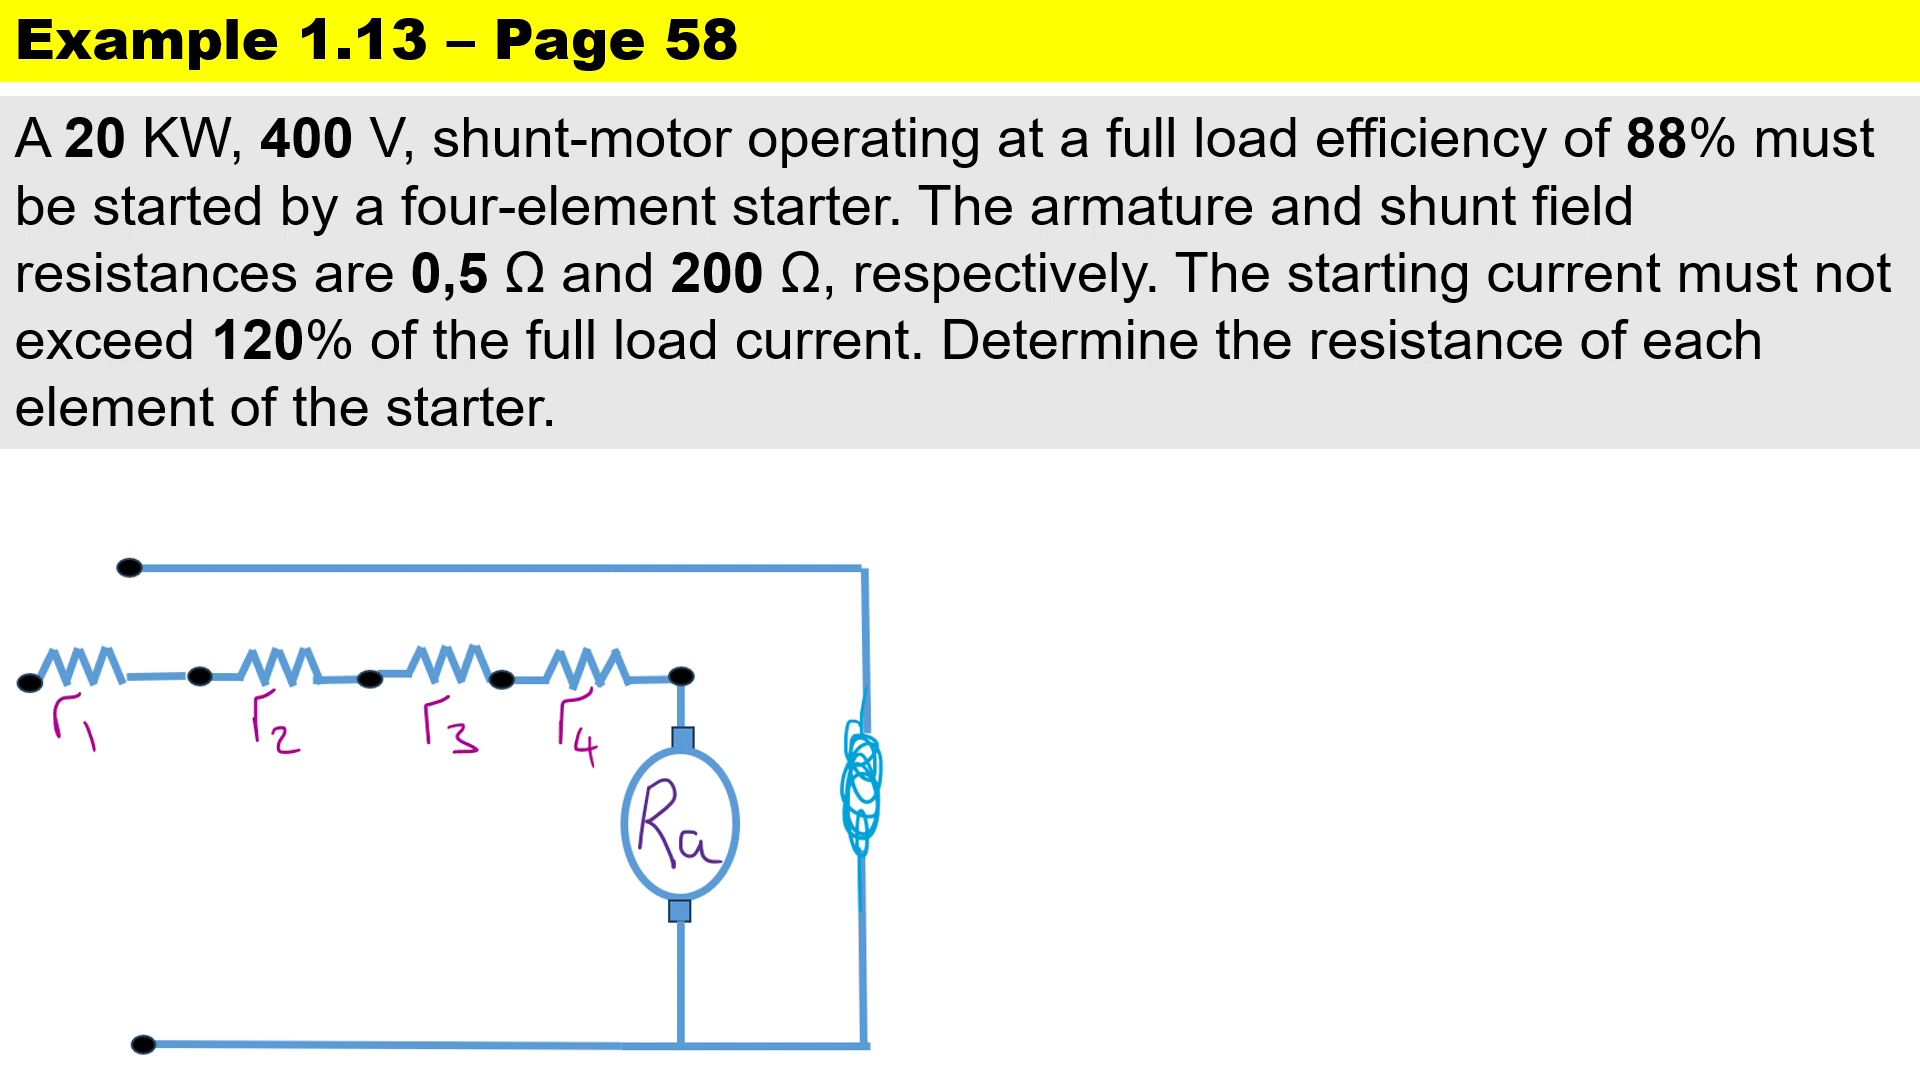 Example 1.13 – Page 58
A 20 KW, 400 V, shunt-motor operating at a full load efficiency of 88% must
be started by a four-element starter. The armature and shunt field
resistances are 0,5 Ω and 200 Ω, respectively. The starting current must not
exceed 120% of the full load current. Determine the resistance of each
element of the starter.
r1 r2 r3 r4
Ra